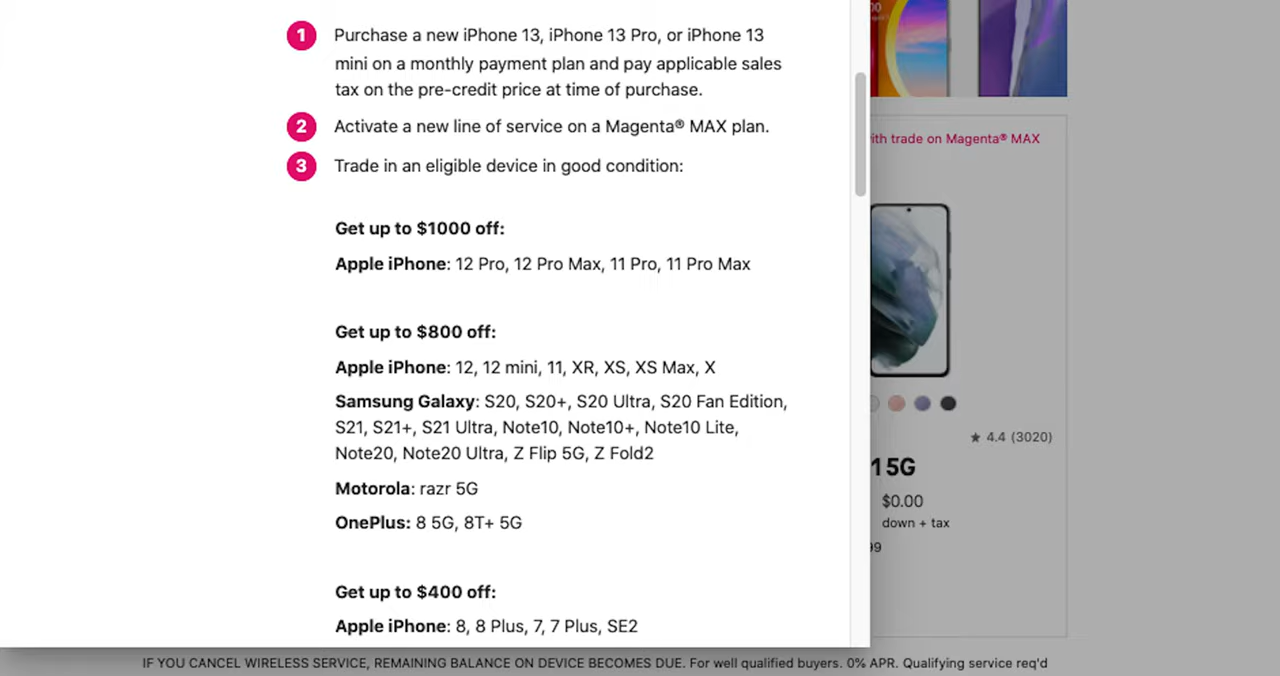 1 Purchase a new iPhone 13, iPhone 13 Pro, or iPhone 13
mini on a monthly payment plan and pay applicable sales
tax on the pre-credit price at time of purchase.
2 Activate a new line of service on a Magenta® MAX plan.
3 Trade in an eligible device in good condition:
Get up to $1000 off:
Apple iPhone: 12 Pro, 12 Pro Max, 11 Pro, 11 Pro Max
Get up to $800 off:
Apple iPhone: 12, 12 mini, 11, XR, XS, XS Max, X
Samsung Galaxy: S20, S20+, S20 Ultra, S20 Fan Edition,
S21, S21+, S21 Ultra, Note10, Note10+, Note10 Lite,
Note20, Note20 Ultra, Z Flip 5G, Z Fold2
Motorola: razr 5G
OnePlus: 8 5G, 8T+ 5G
Get up to $400 off:
Apple iPhone: 8, 8 Plus, 7, 7 Plus, SE2
with trade on Magenta® MAX
★ 4.4 (3020)
1 5G
$0.00
down + tax
99
IF YOU CANCEL WIRELESS SERVICE, REMAINING BALANCE ON DEVICE BECOMES DUE. For well qualified buyers. 0% APR. Qualifying service req'd